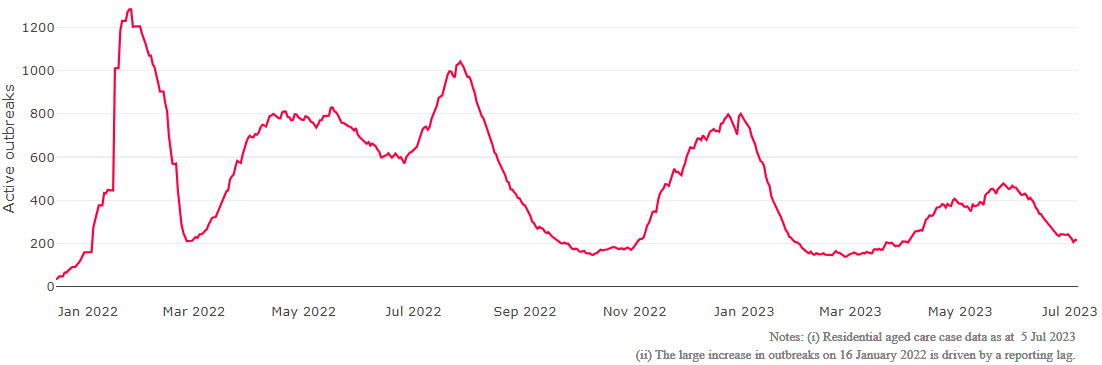 1200
1000
800
600
400
200
0
Active outbreaks
Jan 2022
Mar 2022
May 2022
Jul 2022
Sep 2022
Nov 2022
Jan 2023
Mar 2023
May 2023
Jul 2023
Notes: (i) Residential aged care case data as at 5 Jul 2023
(ii) The large increase in outbreaks on 16 January 2022 is driven by a reporting lag.